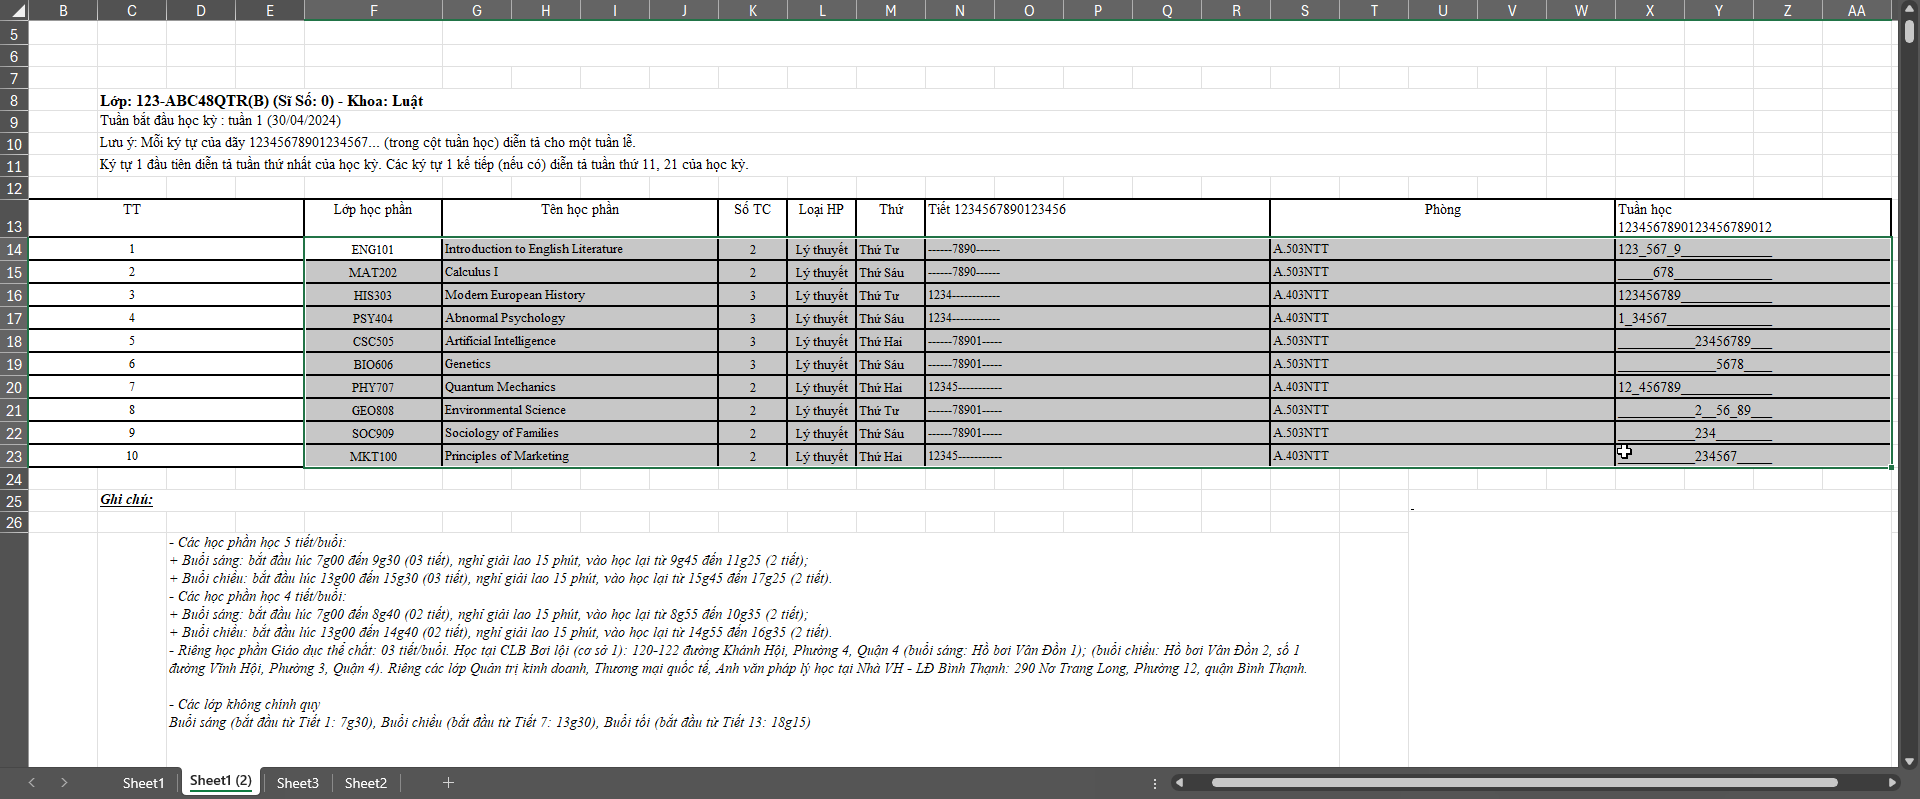 B C D E F G H I J K L M N O P Q R S T U V W X Y Z AA
5
6
7
8 Lớp: 123-ABC48QTR(B) (Sĩ Số: 0) - Khoa: Luật
9 Tuần bắt đầu học kỳ : tuần 1 (30/04/2024)
10 Lưu ý: Mỗi ký tự của dãy 12345678901234567... (trong cột tuần học) diễn tả cho một tuần lễ.
11 Ký tự 1 đầu tiên diễn tả tuần thứ nhất của học kỳ. Các ký tự 1 kế tiếp (nếu có) diễn tả tuần thứ 11, 21 của học kỳ.
12
13 TT Lớp học phần Tên học phần Số TC Loại HP Thứ Tiết 1234567890123456 Phòng Tuần học
1234567890123456789012
14 1 ENG101 Introduction to English Literature 2 Lý thuyết Thứ Tư ------7890------ A.503NTT 123_567_9_____________
15 2 MAT202 Calculus I 2 Lý thuyết Thứ Sáu ------7890------ A.503NTT _____678______________
16 3 HIS303 Modern European History 3 Lý thuyết Thứ Tư 1234------------ A.403NTT 123456789_____________
17 4 PSY404 Abnormal Psychology 3 Lý thuyết Thứ Sáu 1234------------ A.403NTT 1_34567_______________
18 5 CSC505 Artificial Intelligence 3 Lý thuyết Thứ Hai ------78901----- A.503NTT ___________23456789___
19 6 BIO606 Genetics 3 Lý thuyết Thứ Sáu ------78901----- A.503NTT ______________5678____
20 7 PHY707 Quantum Mechanics 2 Lý thuyết Thứ Hai 12345----------- A.403NTT 12_456789_____________
21 8 GEO808 Environmental Science 2 Lý thuyết Thứ Tư ------78901----- A.503NTT ___________2__56_89___
22 9 SOC909 Sociology of Families 2 Lý thuyết Thứ Sáu ------78901----- A.503NTT ___________234________
23 10 MKT100 Principles of Marketing 2 Lý thuyết Thứ Hai 12345----------- A.403NTT ___________234567_____
24
25 Ghi chú: -
26
- Các học phần học 5 tiết/buổi:
+ Buổi sáng: bắt đầu lúc 7g00 đến 9g30 (03 tiết), nghỉ giải lao 15 phút, vào học lại từ 9g45 đến 11g25 (2 tiết);
+ Buổi chiều: bắt đầu lúc 13g00 đến 15g30 (03 tiết), nghỉ giải lao 15 phút, vào học lại từ 15g45 đến 17g25 (2 tiết).
- Các học phần học 4 tiết/buổi:
+ Buổi sáng: bắt đầu lúc 7g00 đến 8g40 (02 tiết), nghỉ giải lao 15 phút, vào học lại từ 8g55 đến 10g35 (2 tiết);
+ Buổi chiều: bắt đầu lúc 13g00 đến 14g40 (02 tiết), nghỉ giải lao 15 phút, vào học lại từ 14g55 đến 16g35 (2 tiết).
- Riêng học phần Giáo dục thể chất: 03 tiết/buổi. Học tại CLB Bơi lội (cơ sở 1): 120-122 đường Khánh Hội, Phường 4, Quận 4 (buổi sáng: Hồ bơi Vân Đồn 1); (buổi chiều: Hồ bơi Vân Đồn 2, số 1
đường Vĩnh Hội, Phường 3, Quận 4). Riêng các lớp Quản trị kinh doanh, Thương mại quốc tế, Anh văn pháp lý học tại Nhà VH - LĐ Bình Thạnh: 290 Nơ Trang Long, Phường 12, quận Bình Thạnh.
- Các lớp không chính quy
Buổi sáng (bắt đầu từ Tiết 1: 7g30), Buổi chiều (bắt đầu từ Tiết 7: 13g30), Buổi tối (bắt đầu từ Tiết 13: 18g15)
Sheet1 Sheet1 (2) Sheet3 Sheet2